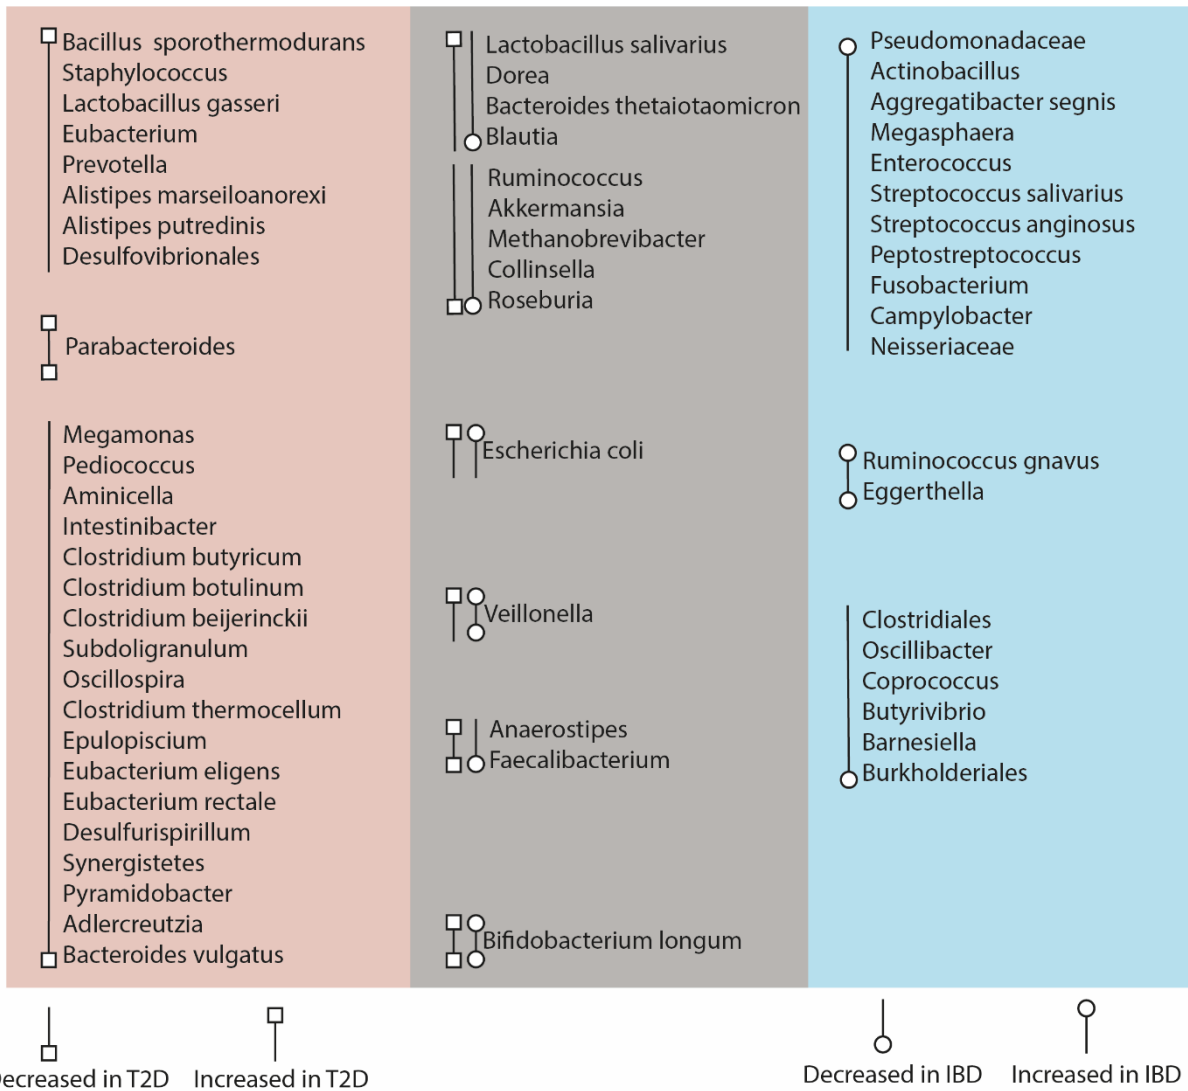 Bacillus sporothermodurans
Staphylococcus
Lactobacillus gasseri
Eubacterium
Prevotella
Alistipes marseiloanorexi
Alistipes putredinis
Desulfovibrionales
Parabacteroides
Megamonas
Pediococcus
Aminicella
Intestinibacter
Clostridium butyricum
Clostridium botulinum
Clostridium beijerinckii
Subdoligranulum
Oscillospira
Clostridium thermocellum
Epulopiscium
Eubacterium eligens
Eubacterium rectale
Desulfurispirillum
Synergistetes
Pyramidobacter
Adlercreutzia
Bacteroides vulgatus
Lactobacillus salivarius
Dorea
Bacteroides thetaiotaomicron
Blautia
Ruminococcus
Akkermansia
Methanobrevibacter
Collinsella
Roseburia
Escherichia coli
Veillonella
Anaerostipes
Faecalibacterium
Bifidobacterium longum
Pseudomonadaceae
Actinobacillus
Aggregatibacter segnis
Megasphaera
Enterococcus
Streptococcus salivarius
Streptococcus anginosus
Peptostreptococcus
Fusobacterium
Campylobacter
Neisseriaceae
Ruminococcus gnavus
Eggerthella
Clostridiales
Oscillibacter
Coprococcus
Butyrivibrio
Barnesiella
Burkholderiales
Decreased in T2D
Increased in T2D
Decreased in IBD
Increased in IBD